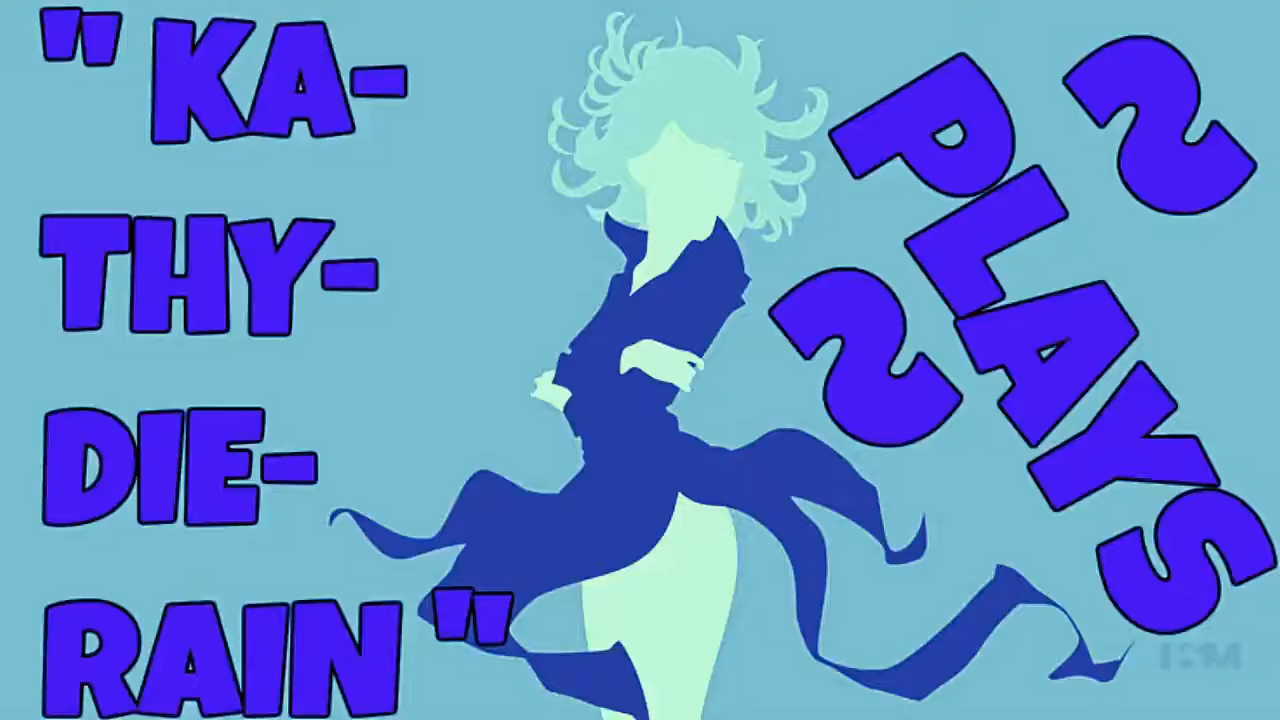 " KA-
THY-
DIE-
RAIN "
~
PLAYS
~